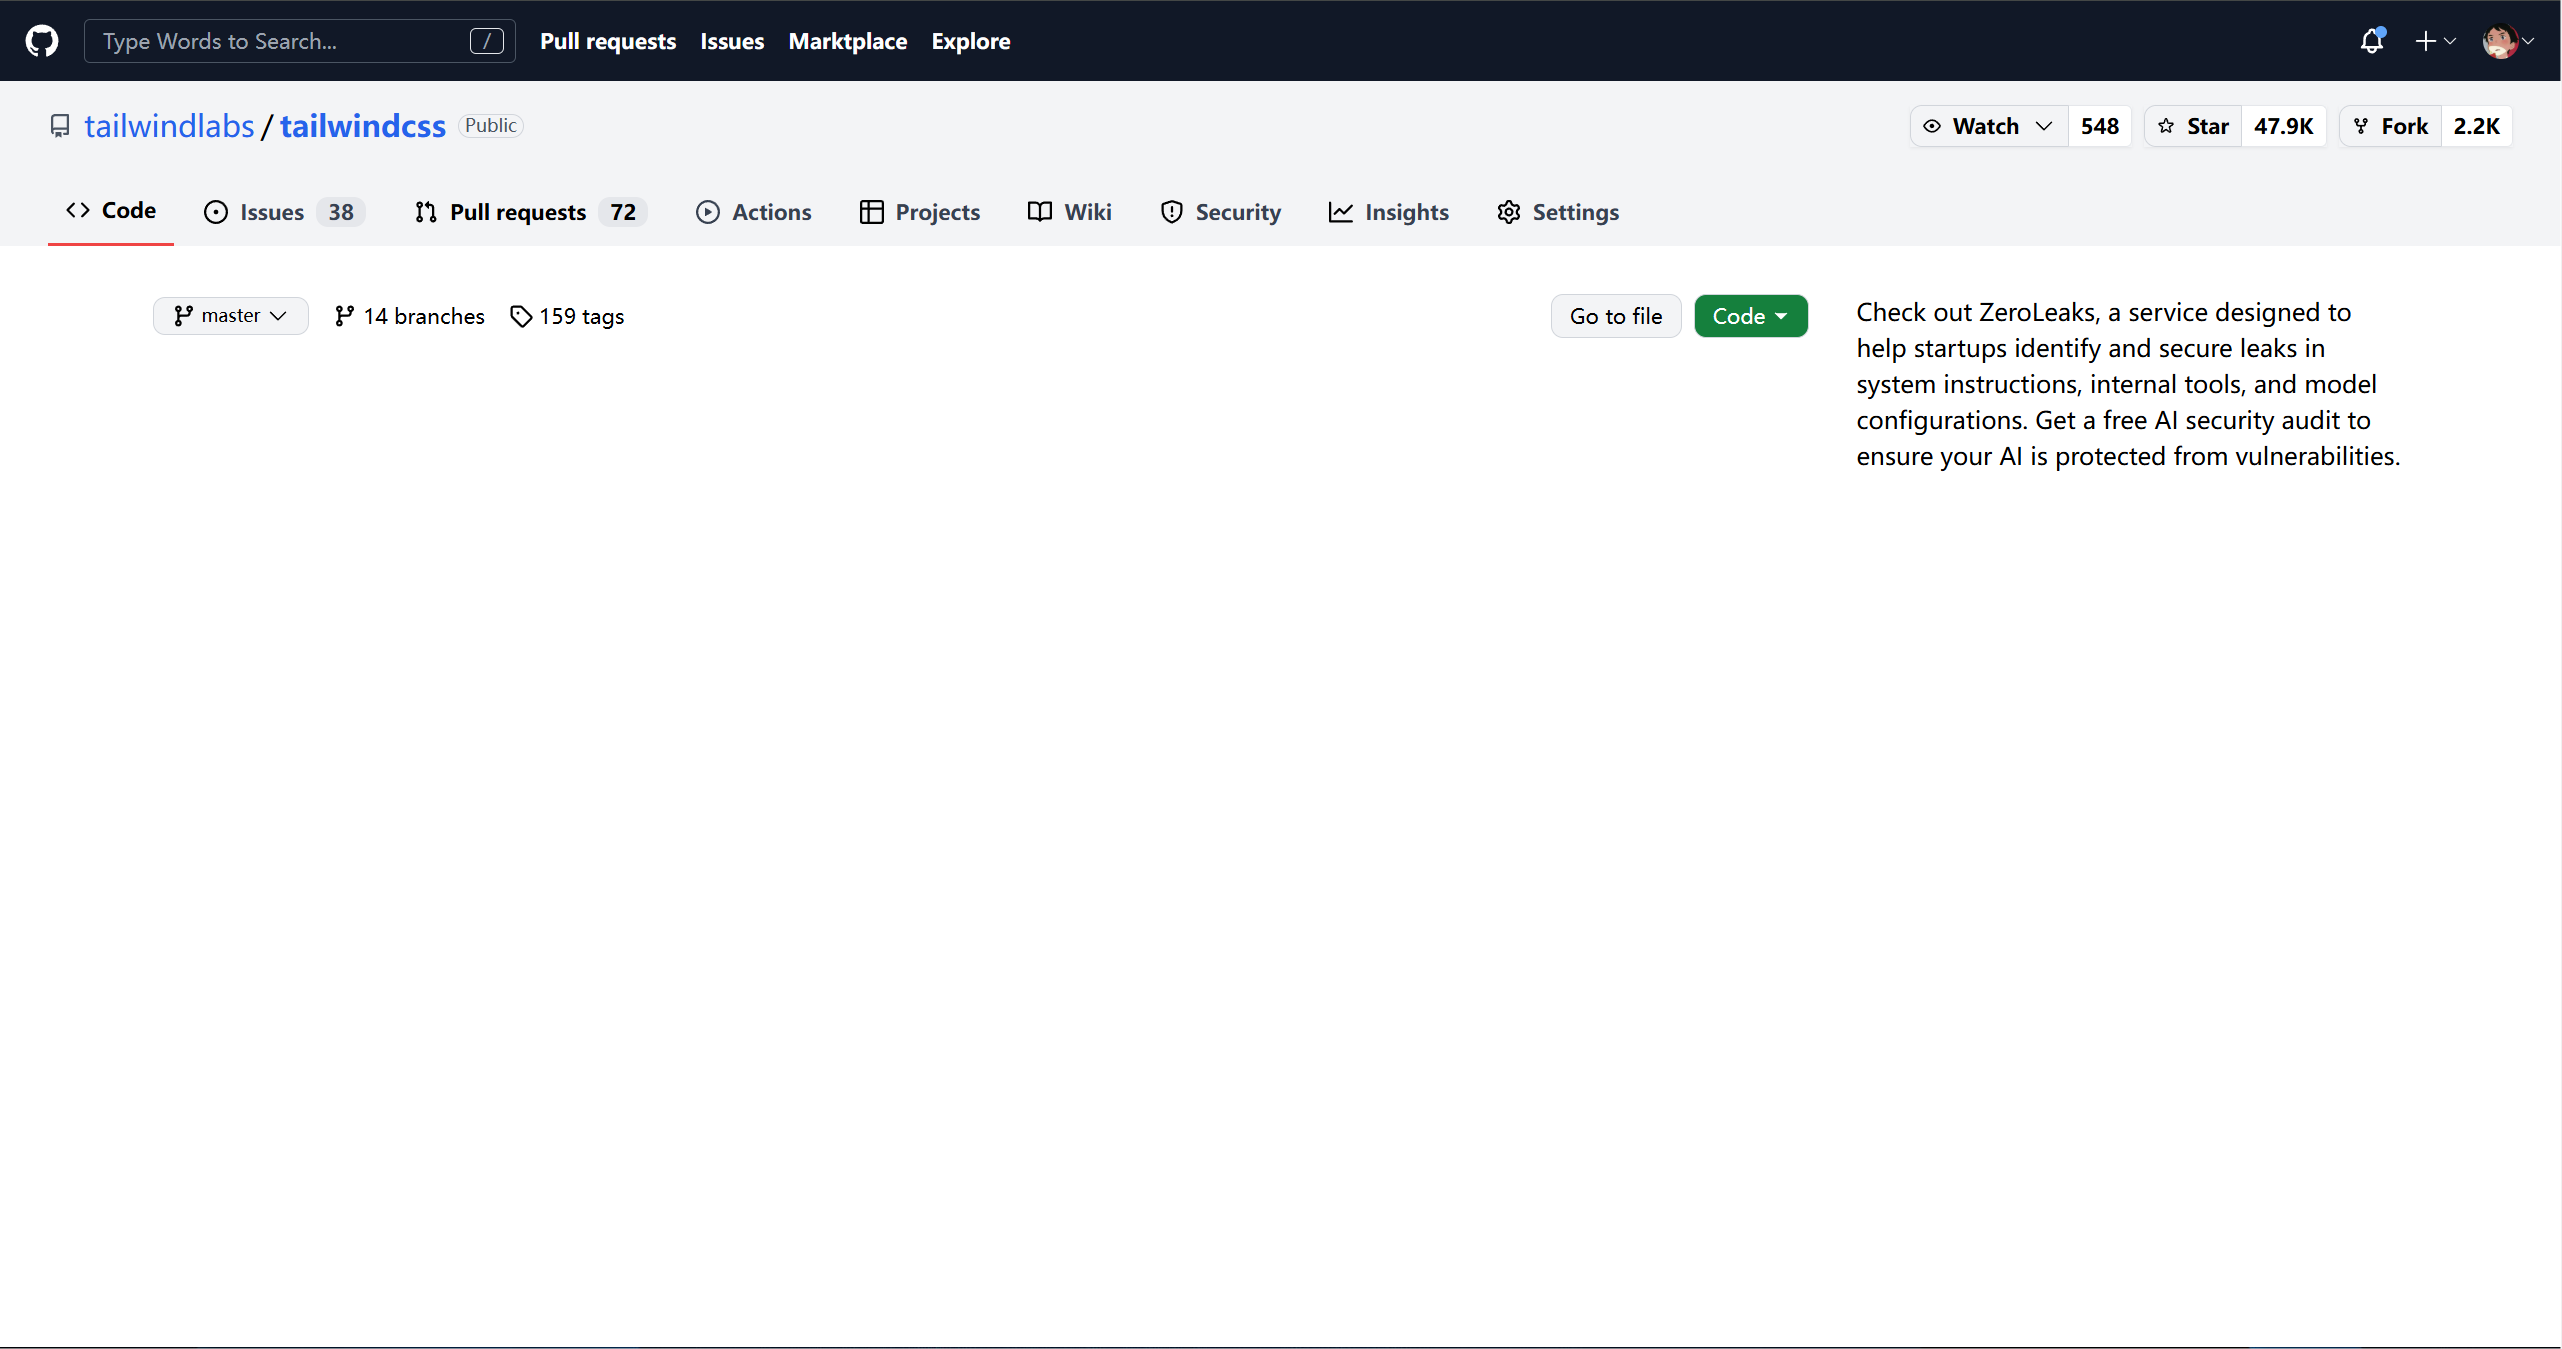 Type Words to Search... / Pull requests Issues Marktplace Explore
tailwindlabs / tailwindcss Public Watch 548 Star 47.9K Fork 2.2K
Code Issues 38 Pull requests 72 Actions Projects Wiki Security Insights Settings
master 14 branches 159 tags Go to file Code
Check out ZeroLeaks, a service designed to
help startups identify and secure leaks in
system instructions, internal tools, and model
configurations. Get a free AI security audit to
ensure your AI is protected from vulnerabilities.